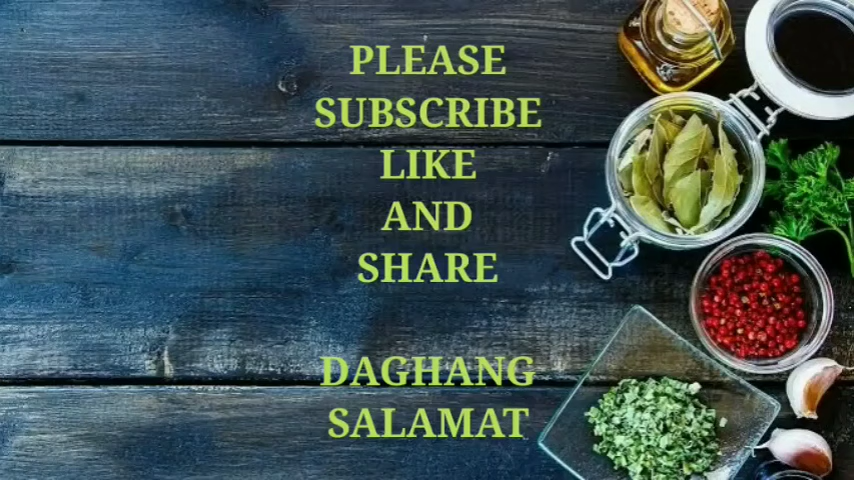 PLEASE
SUBSCRIBE
LIKE
AND
SHARE
DAGHANG
SALAMAT